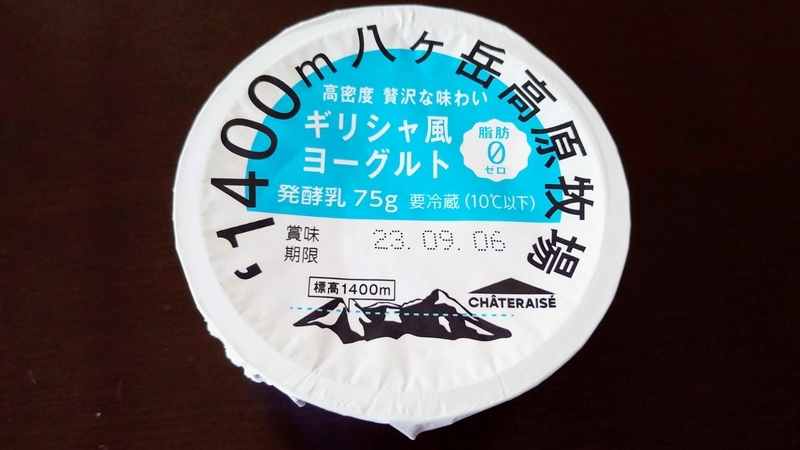 ,1400m八ヶ岳高原牧場
高密度 贅沢な味わい
ギリシャ風
ヨーグルト
脂肪
0
ゼロ
発酵乳 75g 要冷蔵(10℃以下)
賞味
期限
23.09.06
標高1400m
CHÂTERAISÉ